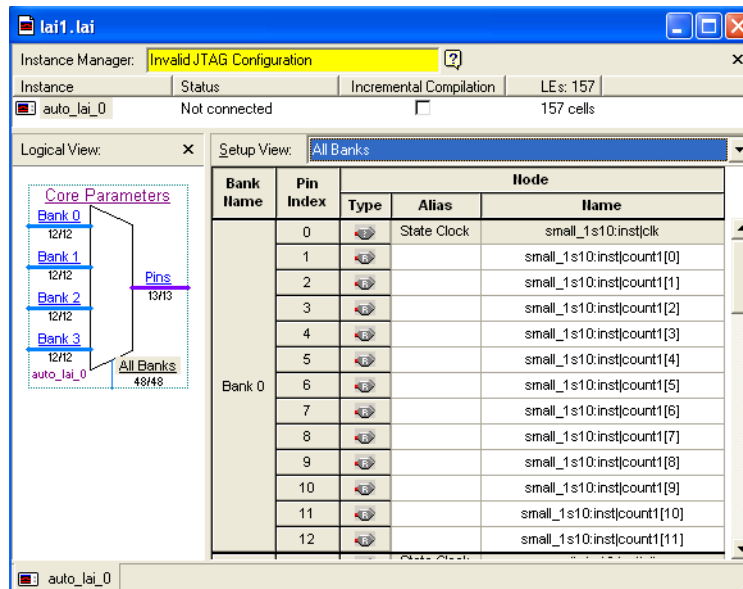 lai1.lai
Instance Manager: Invalid JTAG Configuration
Instance Status Incremental Compilation LEs: 157
auto_lai_0 Not connected 157 cells
Logical View: Setup View: All Banks
Core Parameters
Bank 0
12/12
Bank 1
12/12
Pins
13/13
Bank 2
12/12
Bank 3
12/12
All Banks
48/48
auto_lai_0
Bank Name Pin Index Node
Type Alias Name
Bank 0
0 State Clock small_1s10:inst|clk
1 small_1s10:inst|count1[0]
2 small_1s10:inst|count1[1]
3 small_1s10:inst|count1[2]
4 small_1s10:inst|count1[3]
5 small_1s10:inst|count1[4]
6 small_1s10:inst|count1[5]
7 small_1s10:inst|count1[6]
8 small_1s10:inst|count1[7]
9 small_1s10:inst|count1[8]
10 small_1s10:inst|count1[9]
11 small_1s10:inst|count1[10]
12 small_1s10:inst|count1[11]
auto_lai_0